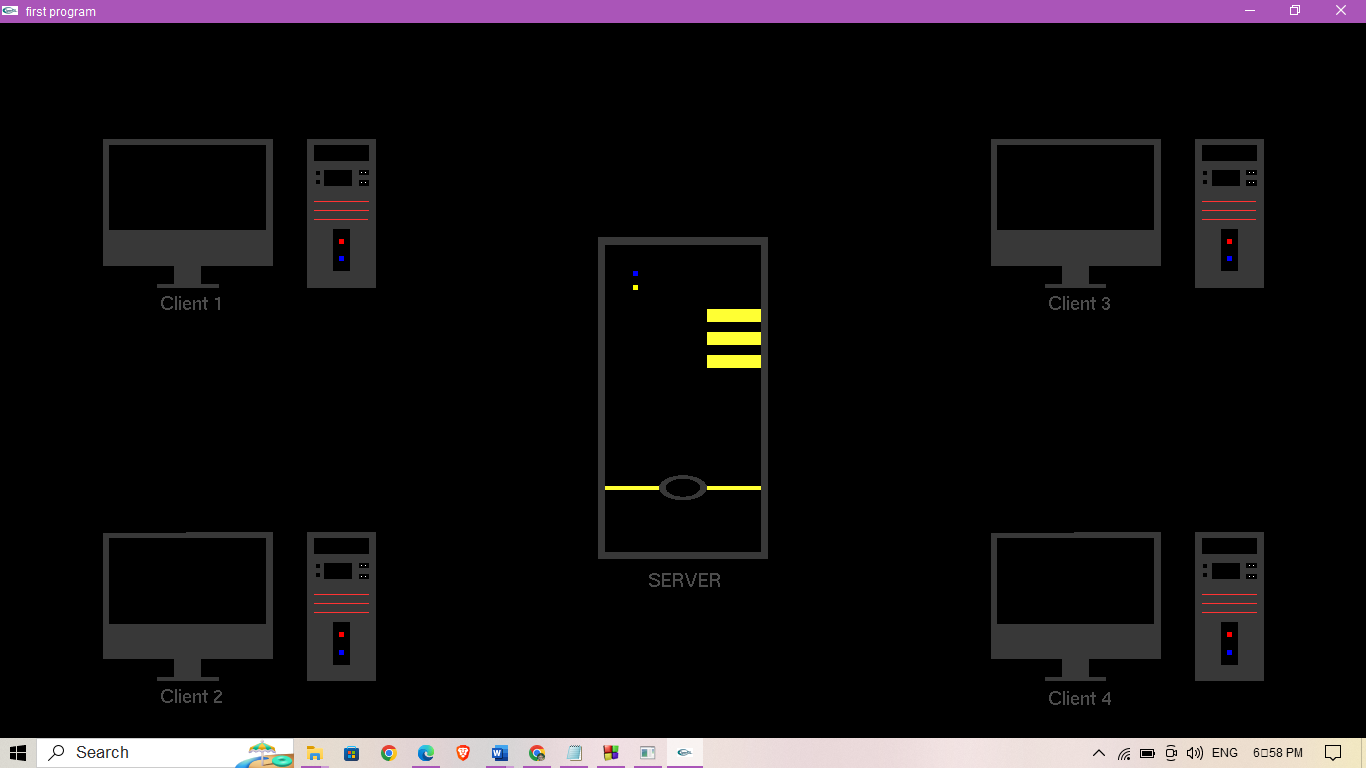 first program
Client 1
Client 3
SERVER
Client 2
Client 4
Search
ENG
6□58 PM